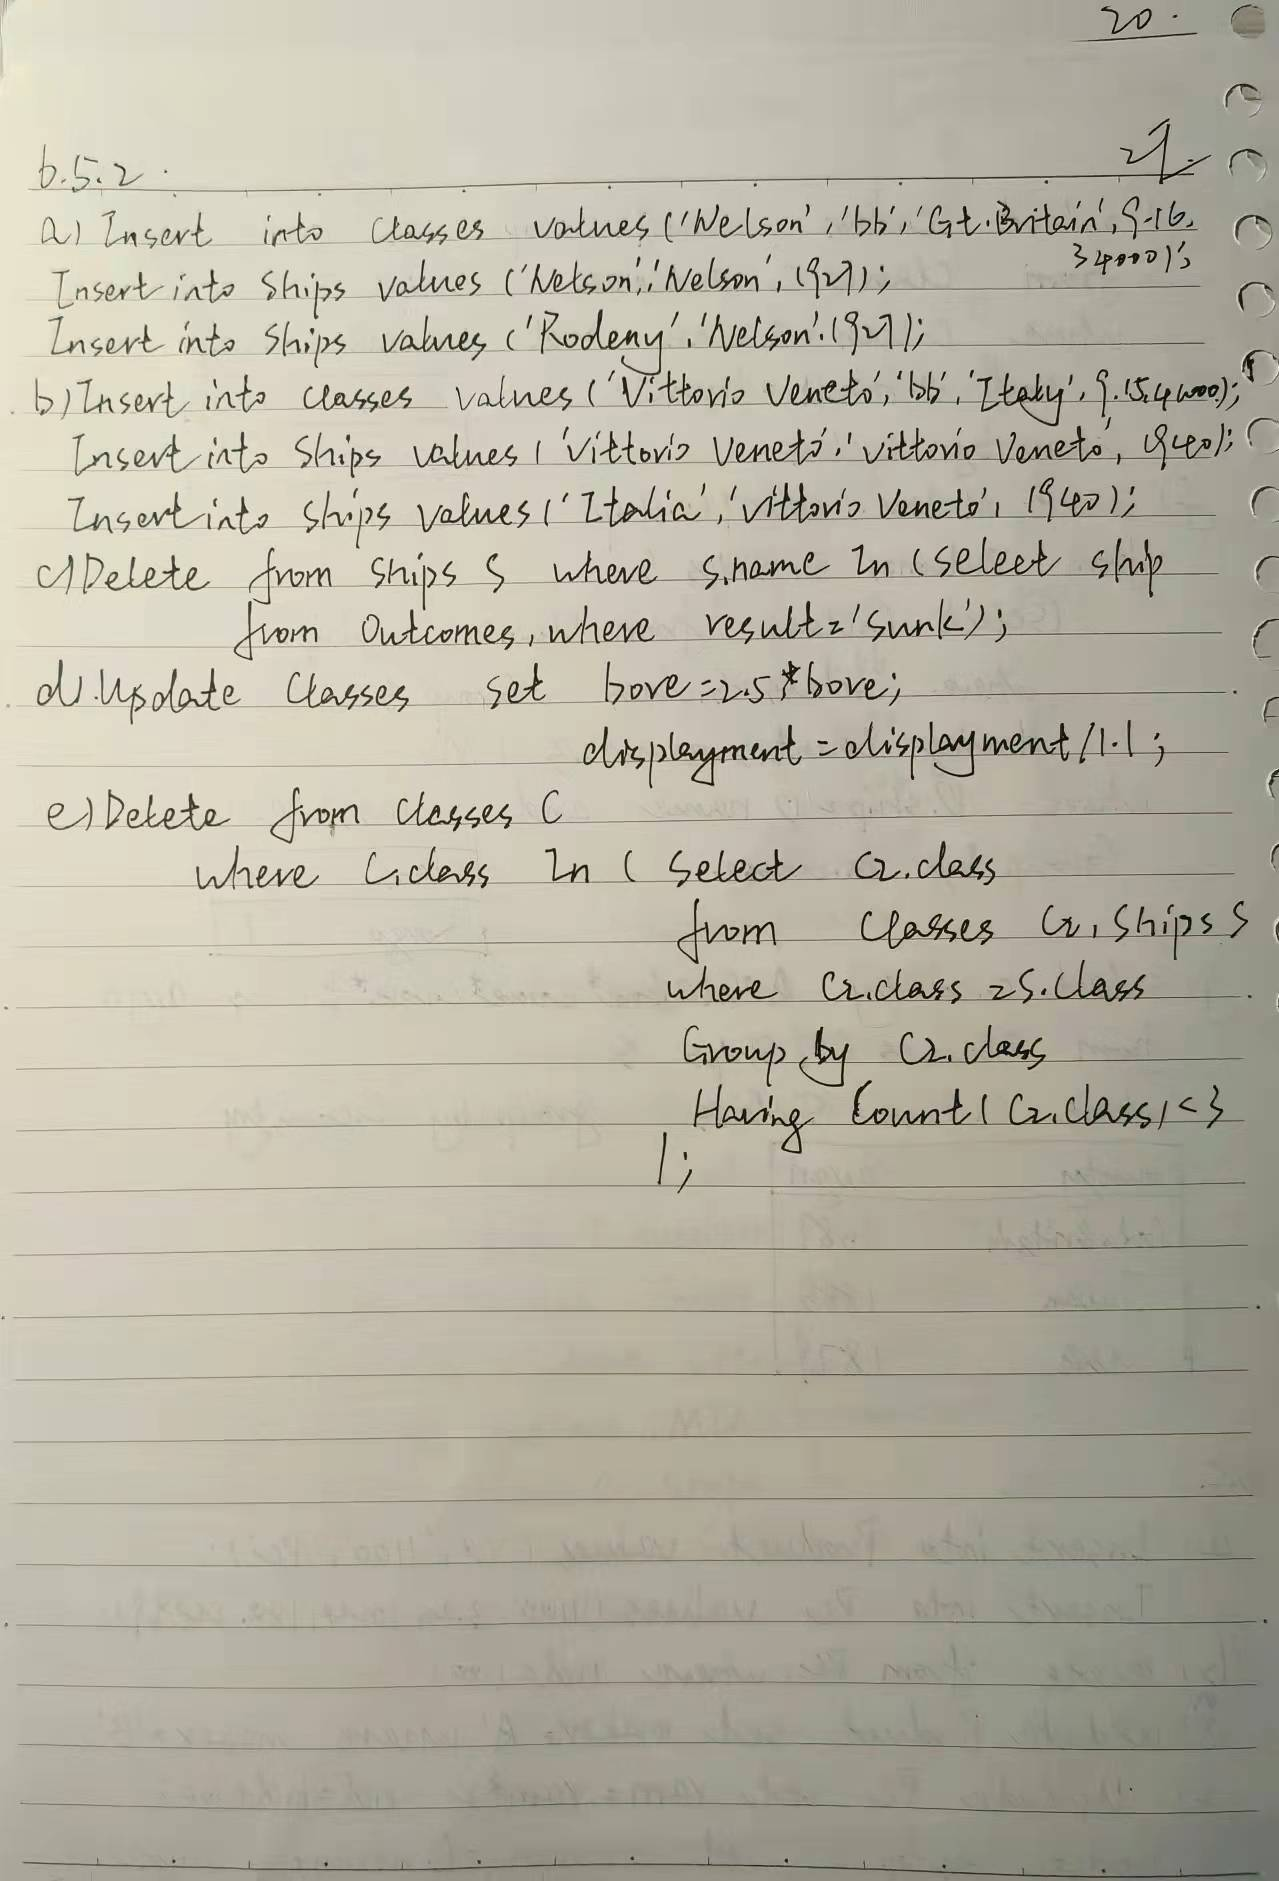 20.
21.
6.5.2.
a) Insert into Classes values ('Nelson', 'bb', 'Gt.Britain', 9.16.
34000);
Insert into Ships values ('Nelson', 'Nelson', 1927);
Insert into Ships values ('Rodeny', 'Nelson', 1927);
b) Insert into classes values ('Vittorio Veneto', 'bb', 'Italy', 9.15.41000);
Insert into Ships values ('Vittorio Veneto', 'vittorio Veneto', 1940);
Insert into Ships values ('Italia', 'vittorio Veneto', 1940);
c) Delete from Ships S where S.name In (select ship
from Outcomes, where result='sunk');
d). Update Classes set bore=2.5*bore;
displayment = displayment/1.1;
e) Delete from Classes C
where C.class In ( Select C2.class
from Classes C2, Ships S
where C2.class =S.Class
Group by C2.class
Having Count( C2.class)<3
);